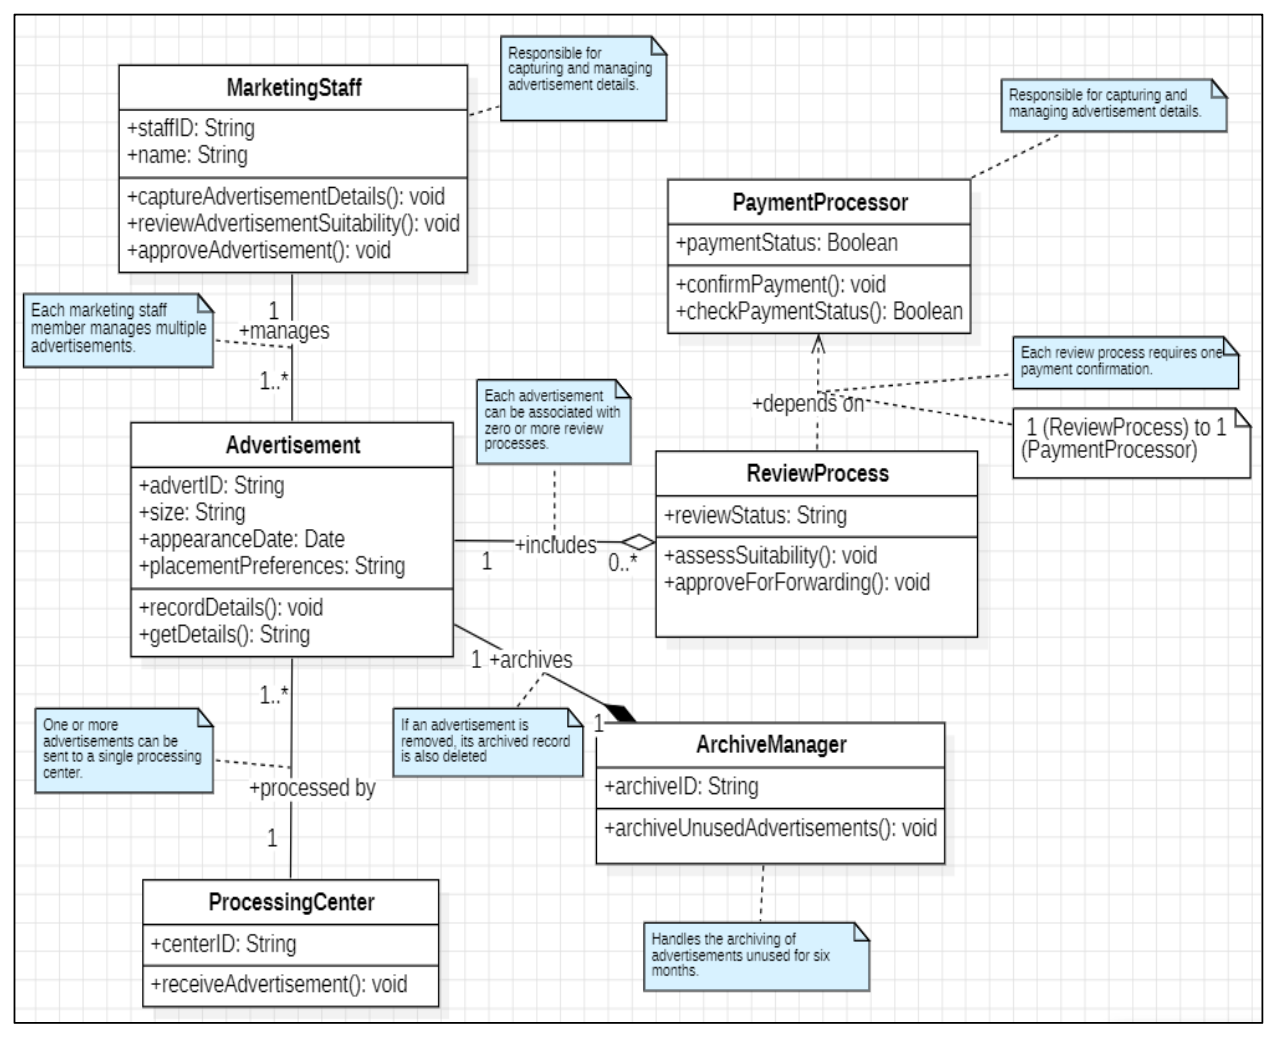 MarketingStaff
+staffID: String
+name: String
+captureAdvertisementDetails(): void
+reviewAdvertisementSuitability(): void
+approveAdvertisement(): void
Responsible for
capturing and managing
advertisement details.
Responsible for capturing and
managing advertisement details.
PaymentProcessor
+paymentStatus: Boolean
+confirmPayment(): void
+checkPaymentStatus(): Boolean
Each marketing staff
member manages multiple
advertisements.
1
+manages
1..*
Each review process requires one
payment confirmation.
+depends on
1 (ReviewProcess) to 1
(PaymentProcessor)
Each advertisement
can be associated with
zero or more review
processes.
Advertisement
+advertID: String
+size: String
+appearanceDate: Date
+placementPreferences: String
+recordDetails(): void
+getDetails(): String
+includes
1
0..*
ReviewProcess
+reviewStatus: String
+assessSuitability(): void
+approveForForwarding(): void
1 +archives
1
1..*
One or more
advertisements can be
sent to a single processing
center.
+processed by
1
If an advertisement is
removed, its archived record
is also deleted
ArchiveManager
+archiveID: String
+archiveUnusedAdvertisements(): void
ProcessingCenter
+centerID: String
+receiveAdvertisement(): void
Handles the archiving of
advertisements unused for six
months.